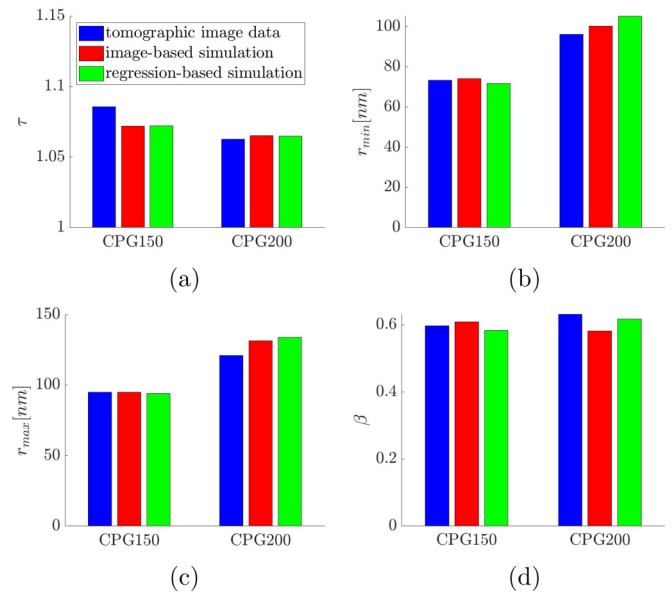 1.15
1.1
1.05
1
τ
tomographic image data
image-based simulation
regression-based simulation
CPG150
CPG200
(a)
100
80
60
40
20
0
r_min[nm]
CPG150
CPG200
(b)
150
100
50
0
r_max[nm]
CPG150
CPG200
(c)
0.6
0.4
0.2
0
β
CPG150
CPG200
(d)